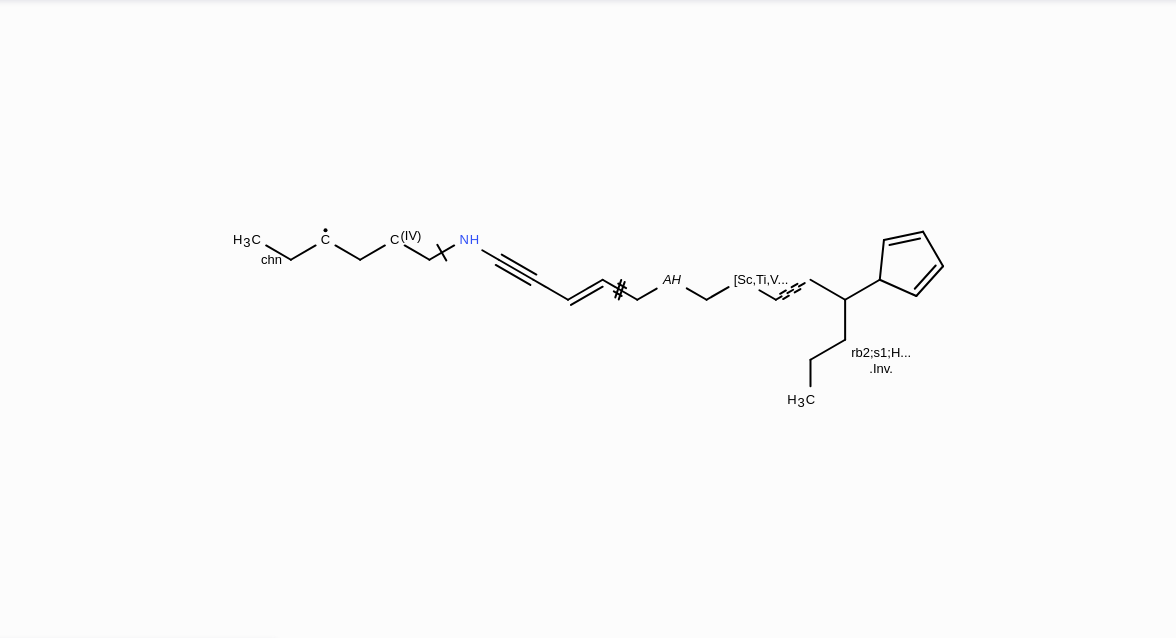 H3C
chn
C
C(IV)
NH
AH
[Sc,Ti,V...
rb2;s1;H...
.Inv.
H3C